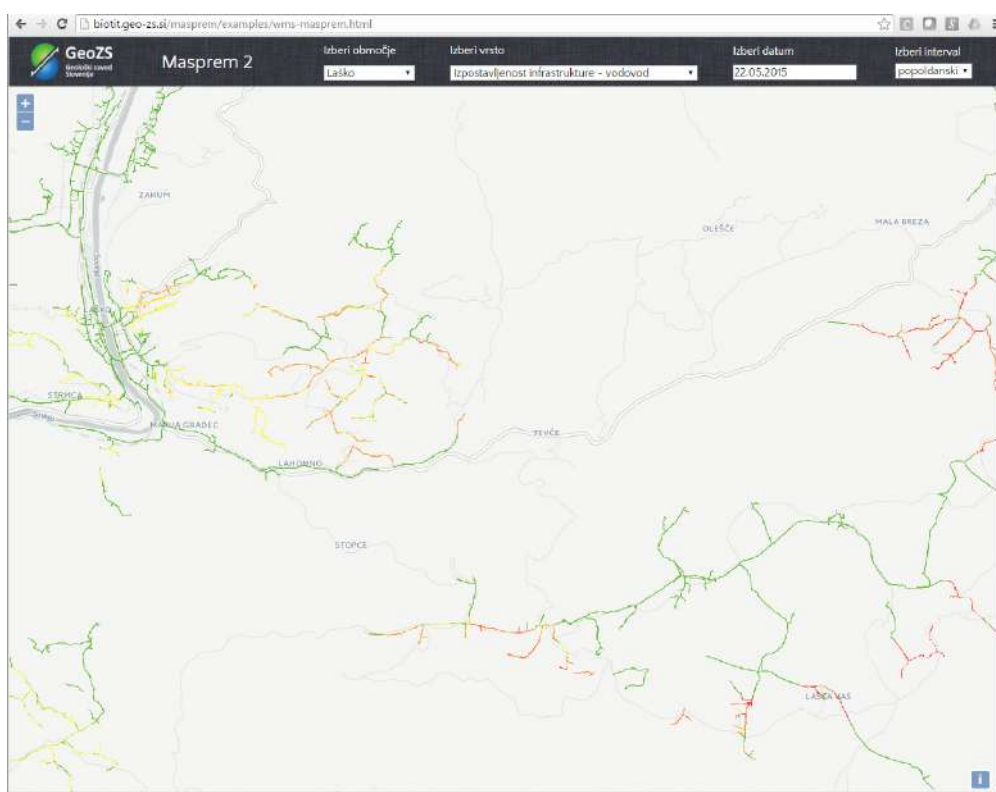 biotit.geo-zs.si/masprem/examples/wms-masprem.html
GeoZS
Geološki zavod
Slovenije
Masprem 2
Izberi območje
Laško
Izberi vrsto
Izpostavljenost infrastrukture - vodovod
Izberi datum
22.05.2015
Izberi interval
popoldanski
+
−
ZAHUM
OLEŠČE
MALA BREZA
STRMCA
MARIJA GRADEC
LAHOMNO
TEVČE
STOPCE
LAŠKA VAS
i